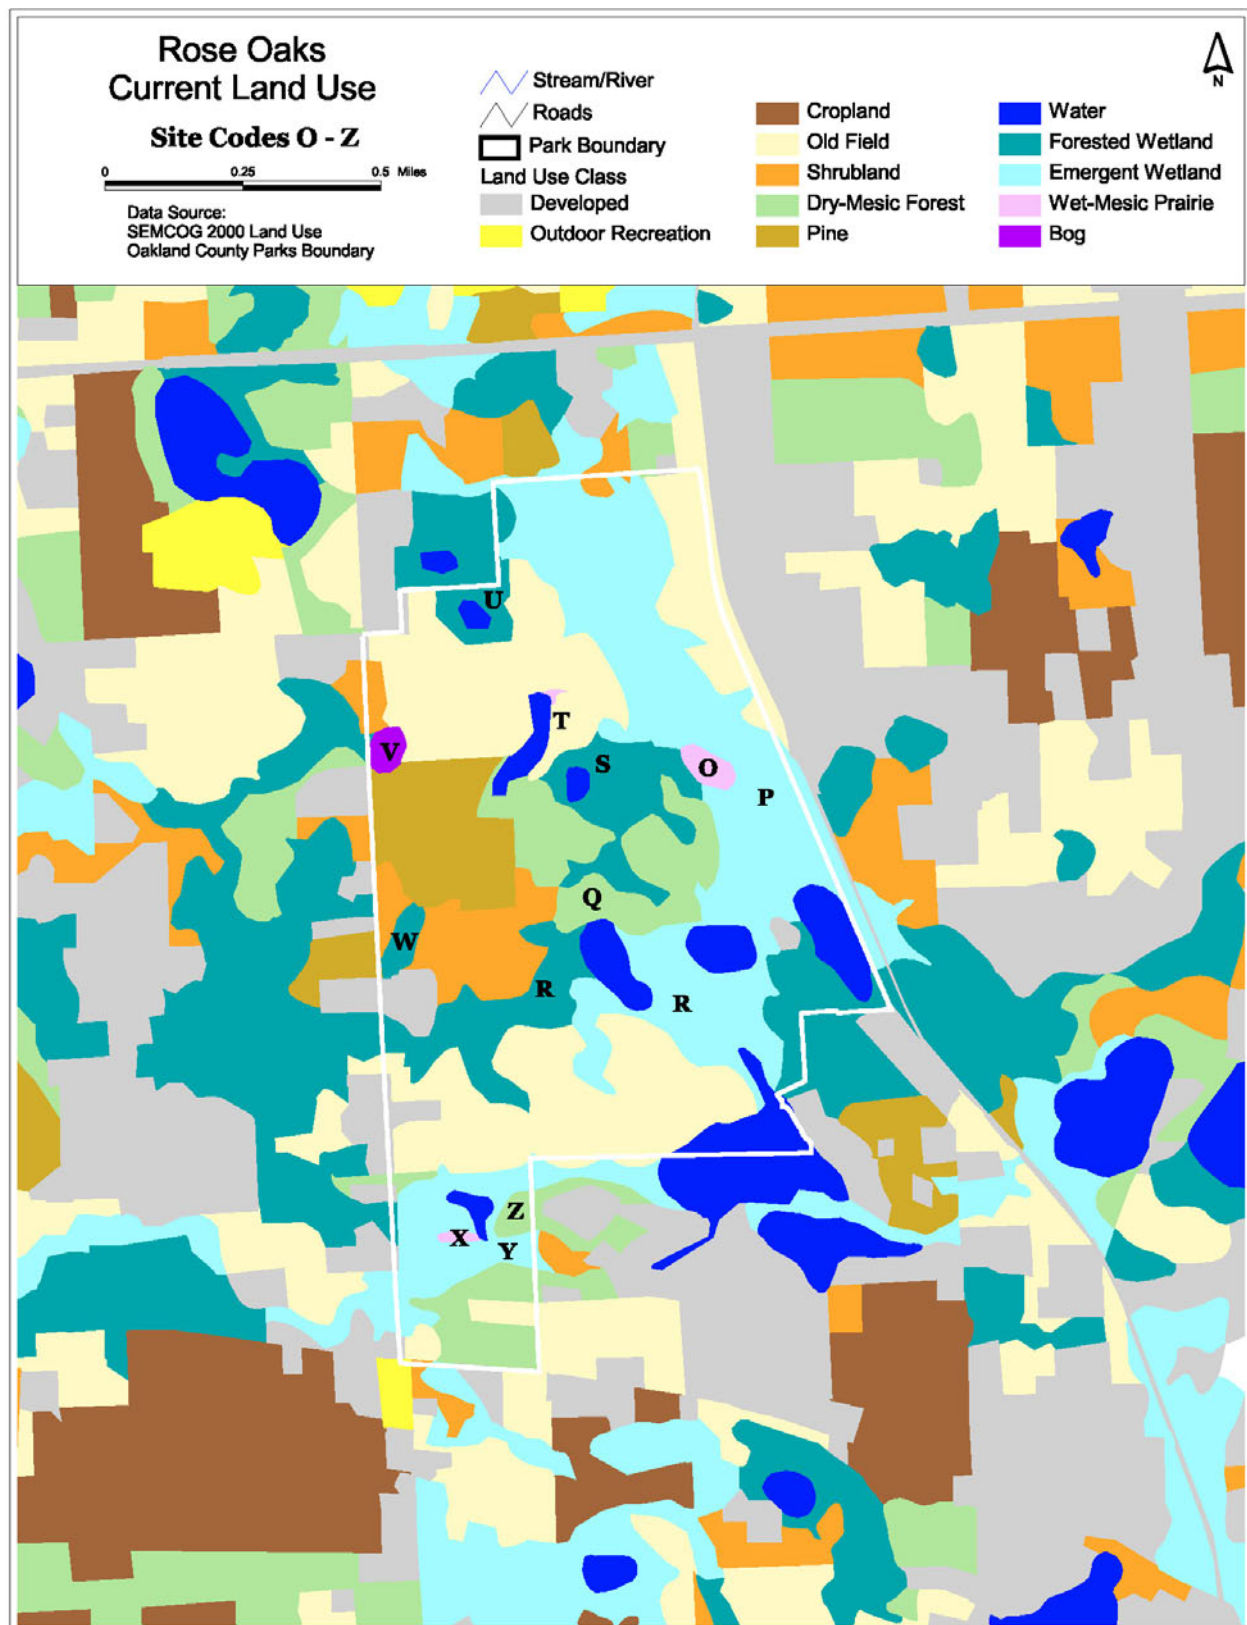 Rose Oaks
Current Land Use
Site Codes O - Z
0 0.25 0.5 Miles
Data Source:
SEMCOG 2000 Land Use
Oakland County Parks Boundary
Stream/River
Roads
Park Boundary
Land Use Class
Developed
Outdoor Recreation
Cropland
Old Field
Shrubland
Dry-Mesic Forest
Pine
Water
Forested Wetland
Emergent Wetland
Wet-Mesic Prairie
Bog
N
U
T
V
S
O
P
Q
W
R
R
Z
X
Y